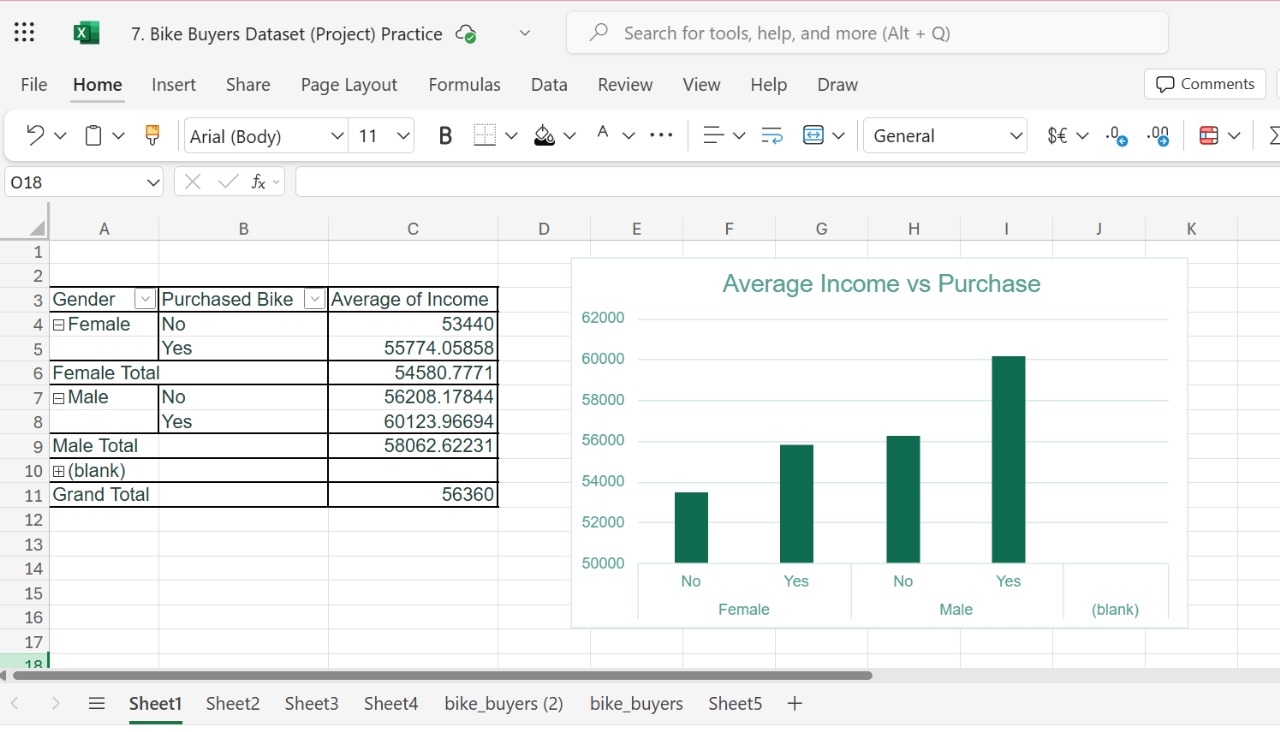 7. Bike Buyers Dataset (Project) Practice
Search for tools, help, and more (Alt + Q)
File Home Insert Share Page Layout Formulas Data Review View Help Draw
Comments
Arial (Body) 11 B A General $€ .0 .00 Σ
O18 fx
A B C D E F G H I J K
1
2
3 Gender Purchased Bike Average of Income
4 Female No 53440
5 Yes 55774.05858
6 Female Total 54580.7771
7 Male No 56208.17844
8 Yes 60123.96694
9 Male Total 58062.62231
10 (blank)
11 Grand Total 56360
12
13
14
15
16
17
18
Average Income vs Purchase
62000
60000
58000
56000
54000
52000
50000
No Yes No Yes
Female Male (blank)
Sheet1 Sheet2 Sheet3 Sheet4 bike_buyers (2) bike_buyers Sheet5 +